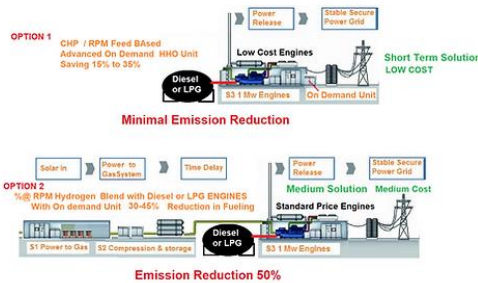 Power
Release
Stable Secure
Power Grid
OPTION 1
CHP / RPM Feed BAsed
Advanced On Demand HHO Unit
Saving 15% to 35%
Low Cost Engines
Short Term Solution
LOW COST
Diesel
or LPG
S3 1 Mw Engines
On Demand Unit
Minimal Emission Reduction
Solar in
Power to
GasSystem
Time Delay
Power
Release
Stable Secure
Power Grid
OPTION 2
%@ RPM Hydrogen Blend with Diesel or LPG ENGINES
With On demand Unit 30-45% Reduction in Fueling
Medium Solution
Medium Cost
Standard Price Engines
Diesel
or LPG
S1 Power to Gas
S2 Compression & storage
S3 1 Mw Engines
Emission Reduction 50%